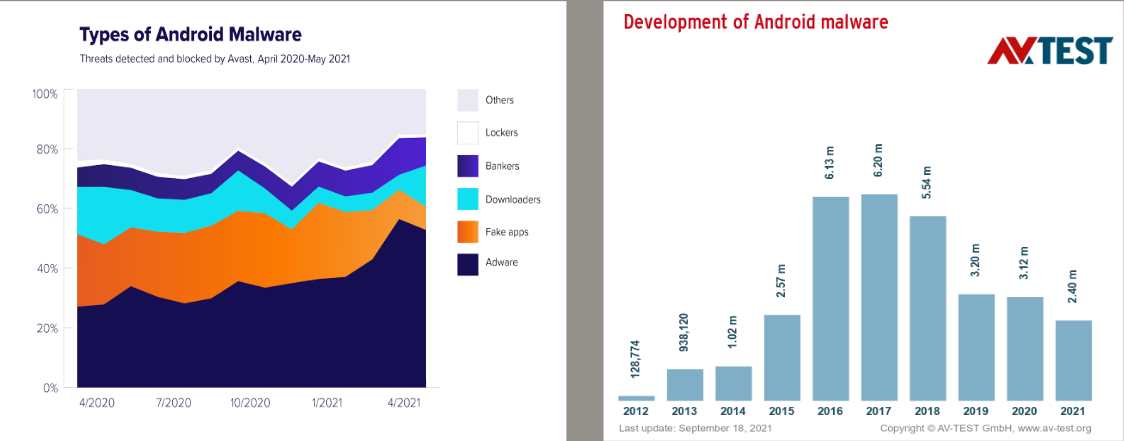 Types of Android Malware
Threats detected and blocked by Avast, April 2020-May 2021
100%
80%
60%
40%
20%
0%
4/2020 7/2020 10/2020 1/2021 4/2021
Others
Lockers
Bankers
Downloaders
Fake apps
Adware
Development of Android malware
AVTEST
128,774
938,120
1.02 m
2.57 m
6.13 m
6.20 m
5.54 m
3.20 m
3.12 m
2.40 m
2012 2013 2014 2015 2016 2017 2018 2019 2020 2021
Last update: September 18, 2021 Copyright © AV-TEST GmbH, www.av-test.org